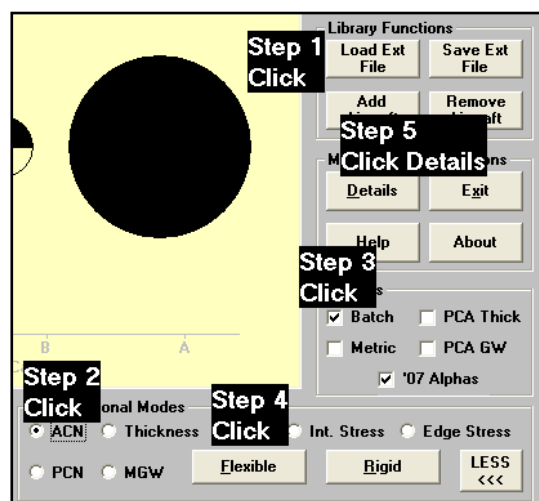 Library Functions
Step 1
Click
Load Ext
File
Save Ext
File
Add
Remove
Step 5
Click Details
Details
Exit
Help
About
Step 3
Click
Batch
PCA Thick
Metric
PCA GW
'07 Alphas
B
A
Step 2
Click
Step 4
Click
Modes
ACN
Thickness
Int. Stress
Edge Stress
PCN
MGW
Flexible
Rigid
LESS
<<<